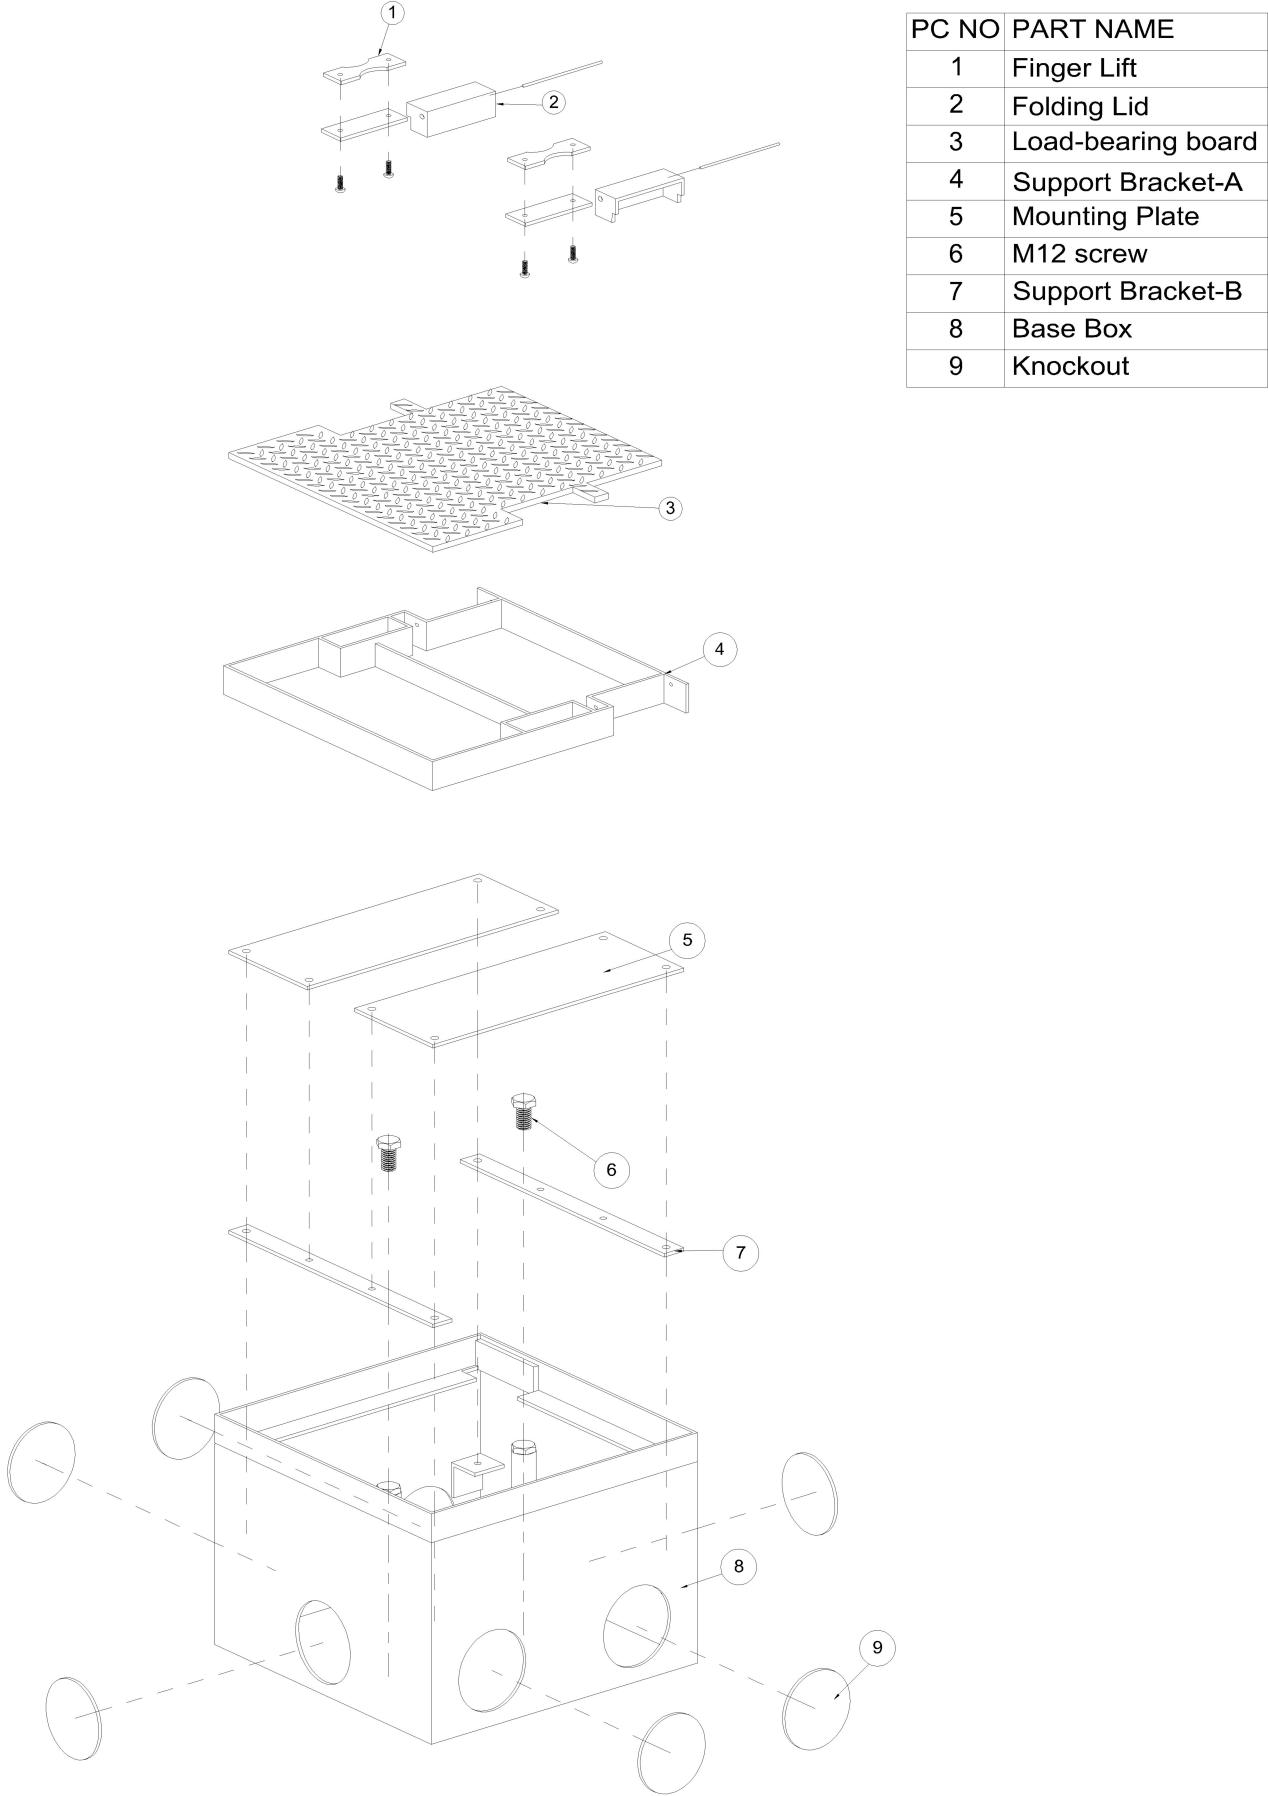 1
2
3
4
5
6
7
8
9
PC NO PART NAME
1 Finger Lift
2 Folding Lid
3 Load-bearing board
4 Support Bracket-A
5 Mounting Plate
6 M12 screw
7 Support Bracket-B
8 Base Box
9 Knockout